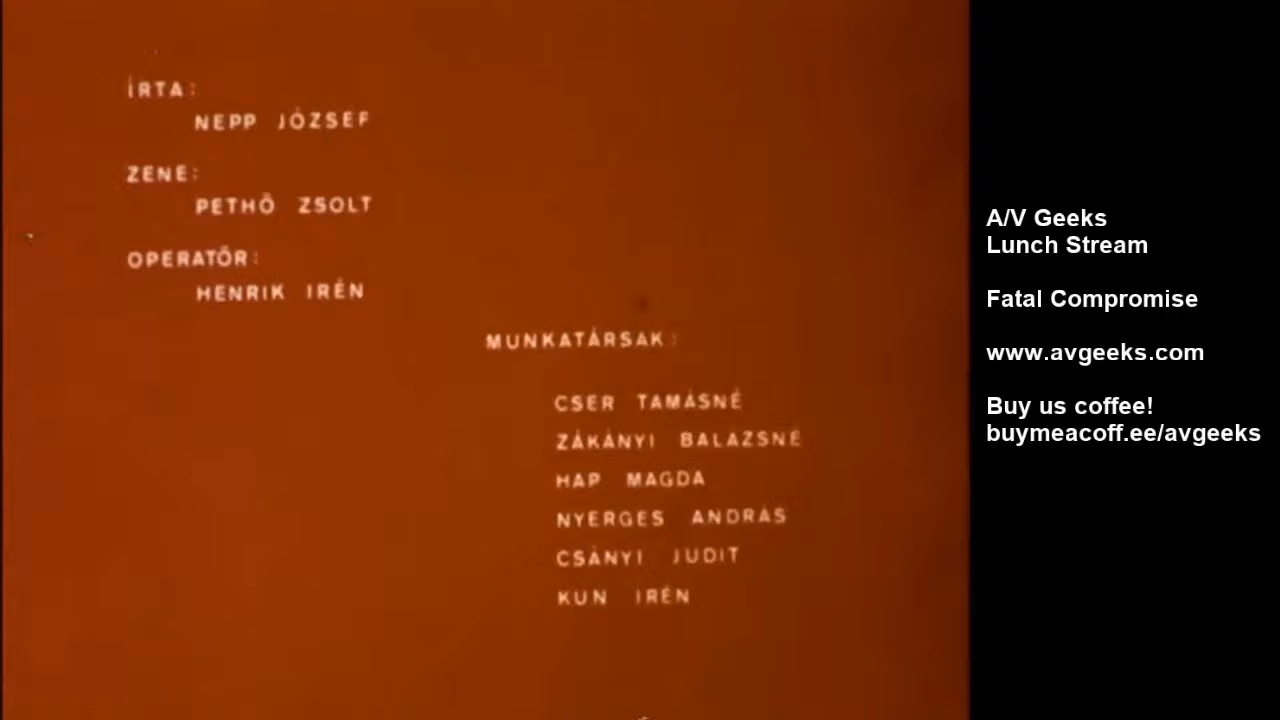 ÍRTA:
NEPP JÓZSEF
ZENE:
PETHŐ ZSOLT
OPERATŐR:
HENRIK IRÉN
MUNKATÁRSAK:
CSER TAMÁSNÉ
ZÁKÁNYI BALÁZSNÉ
HAP MAGDA
NYERGES ANDRÁS
CSÁNYI JUDIT
KUN IRÉN
A/V Geeks
Lunch Stream
Fatal Compromise
www.avgeeks.com
Buy us coffee!
buymeacoff.ee/avgeeks